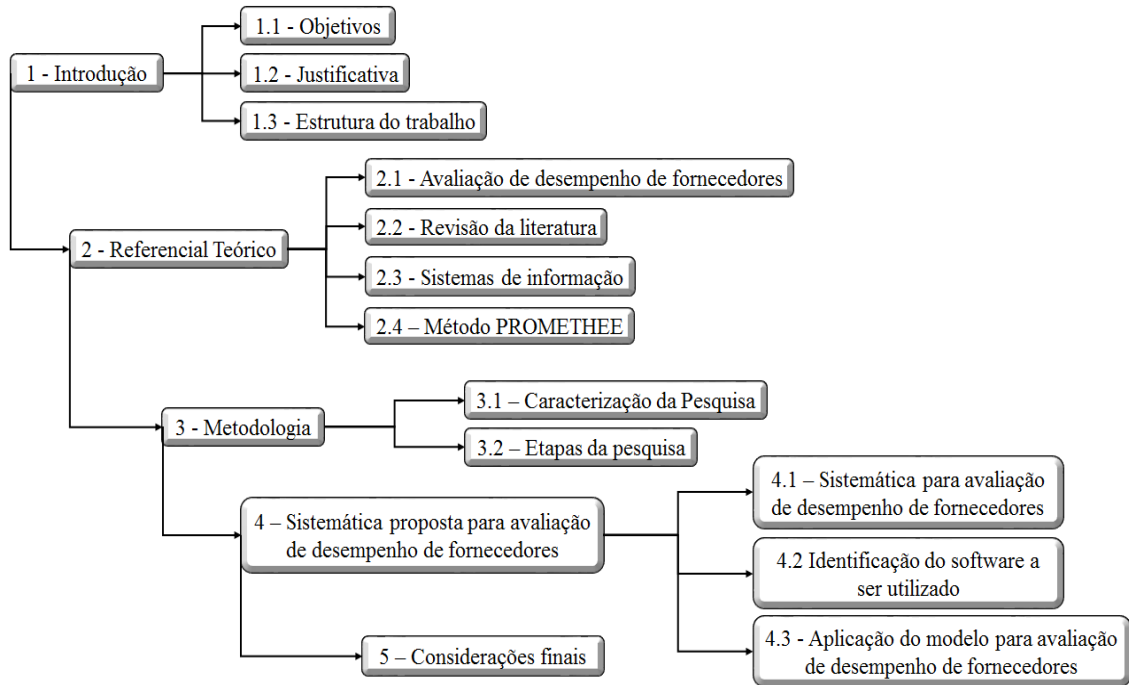 1 - Introdução
1.1 - Objetivos
1.2 - Justificativa
1.3 - Estrutura do trabalho
2 - Referencial Teórico
2.1 - Avaliação de desempenho de fornecedores
2.2 - Revisão da literatura
2.3 - Sistemas de informação
2.4 – Método PROMETHEE
3 - Metodologia
3.1 – Caracterização da Pesquisa
3.2 – Etapas da pesquisa
4 – Sistemática proposta para avaliação
de desempenho de fornecedores
4.1 – Sistemática para avaliação
de desempenho de fornecedores
4.2 Identificação do software a
ser utilizado
4.3 - Aplicação do modelo para avaliação
de desempenho de fornecedores
5 – Considerações finais